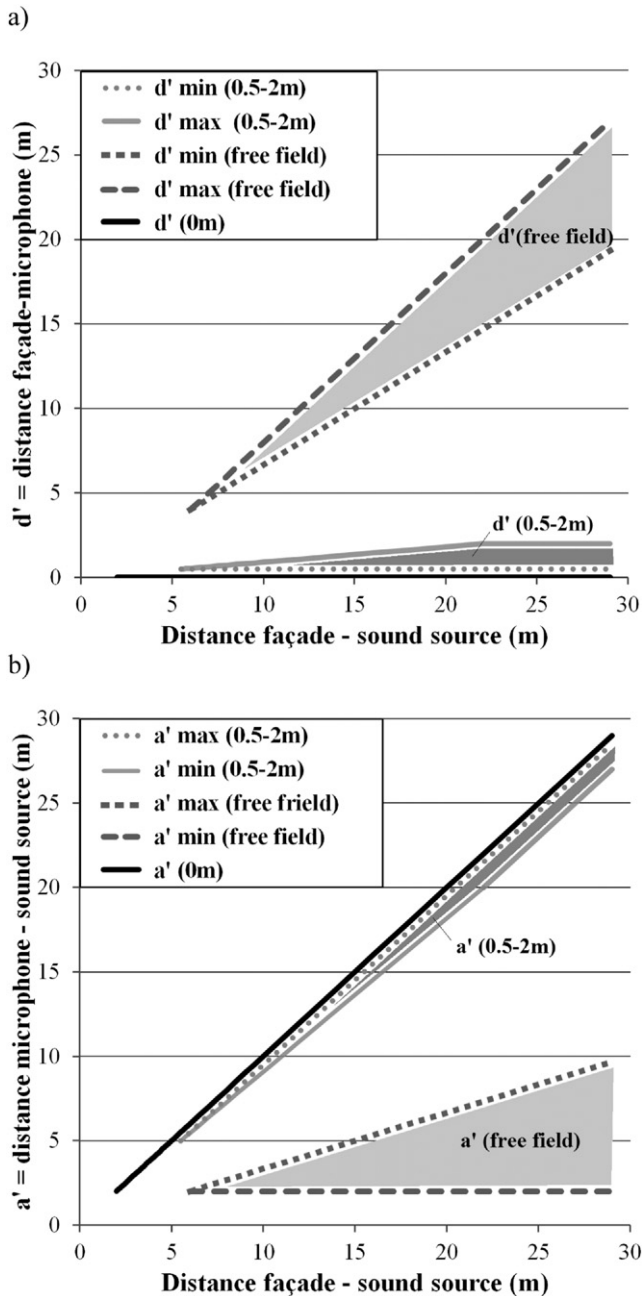 a)
d' = distance façade-microphone (m)
30
25
20
15
10
5
0
d' min (0.5-2m)
d' max (0.5-2m)
d' min (free field)
d' max (free field)
d' (0m)
d'(free field)
d' (0.5-2m)
0 5 10 15 20 25 30
Distance façade - sound source (m)
b)
a' = distance microphone - sound source (m)
30
25
20
15
10
5
0
a' max (0.5-2m)
a' min (0.5-2m)
a' max (free frield)
a' min (free field)
a' (0m)
a' (0.5-2m)
a' (free field)
0 5 10 15 20 25 30
Distance façade - sound source (m)